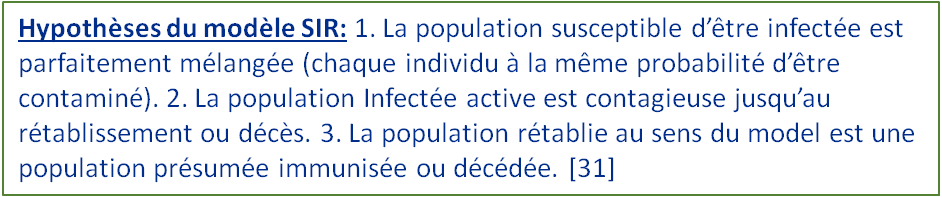 Hypothèses du modèle SIR: 1. La population susceptible d’être infectée est
parfaitement mélangée (chaque individu à la même probabilité d’être
contaminé). 2. La population Infectée active est contagieuse jusqu’au
rétablissement ou décès. 3. La population rétablie au sens du model est une
population présumée immunisée ou décédée. [31]